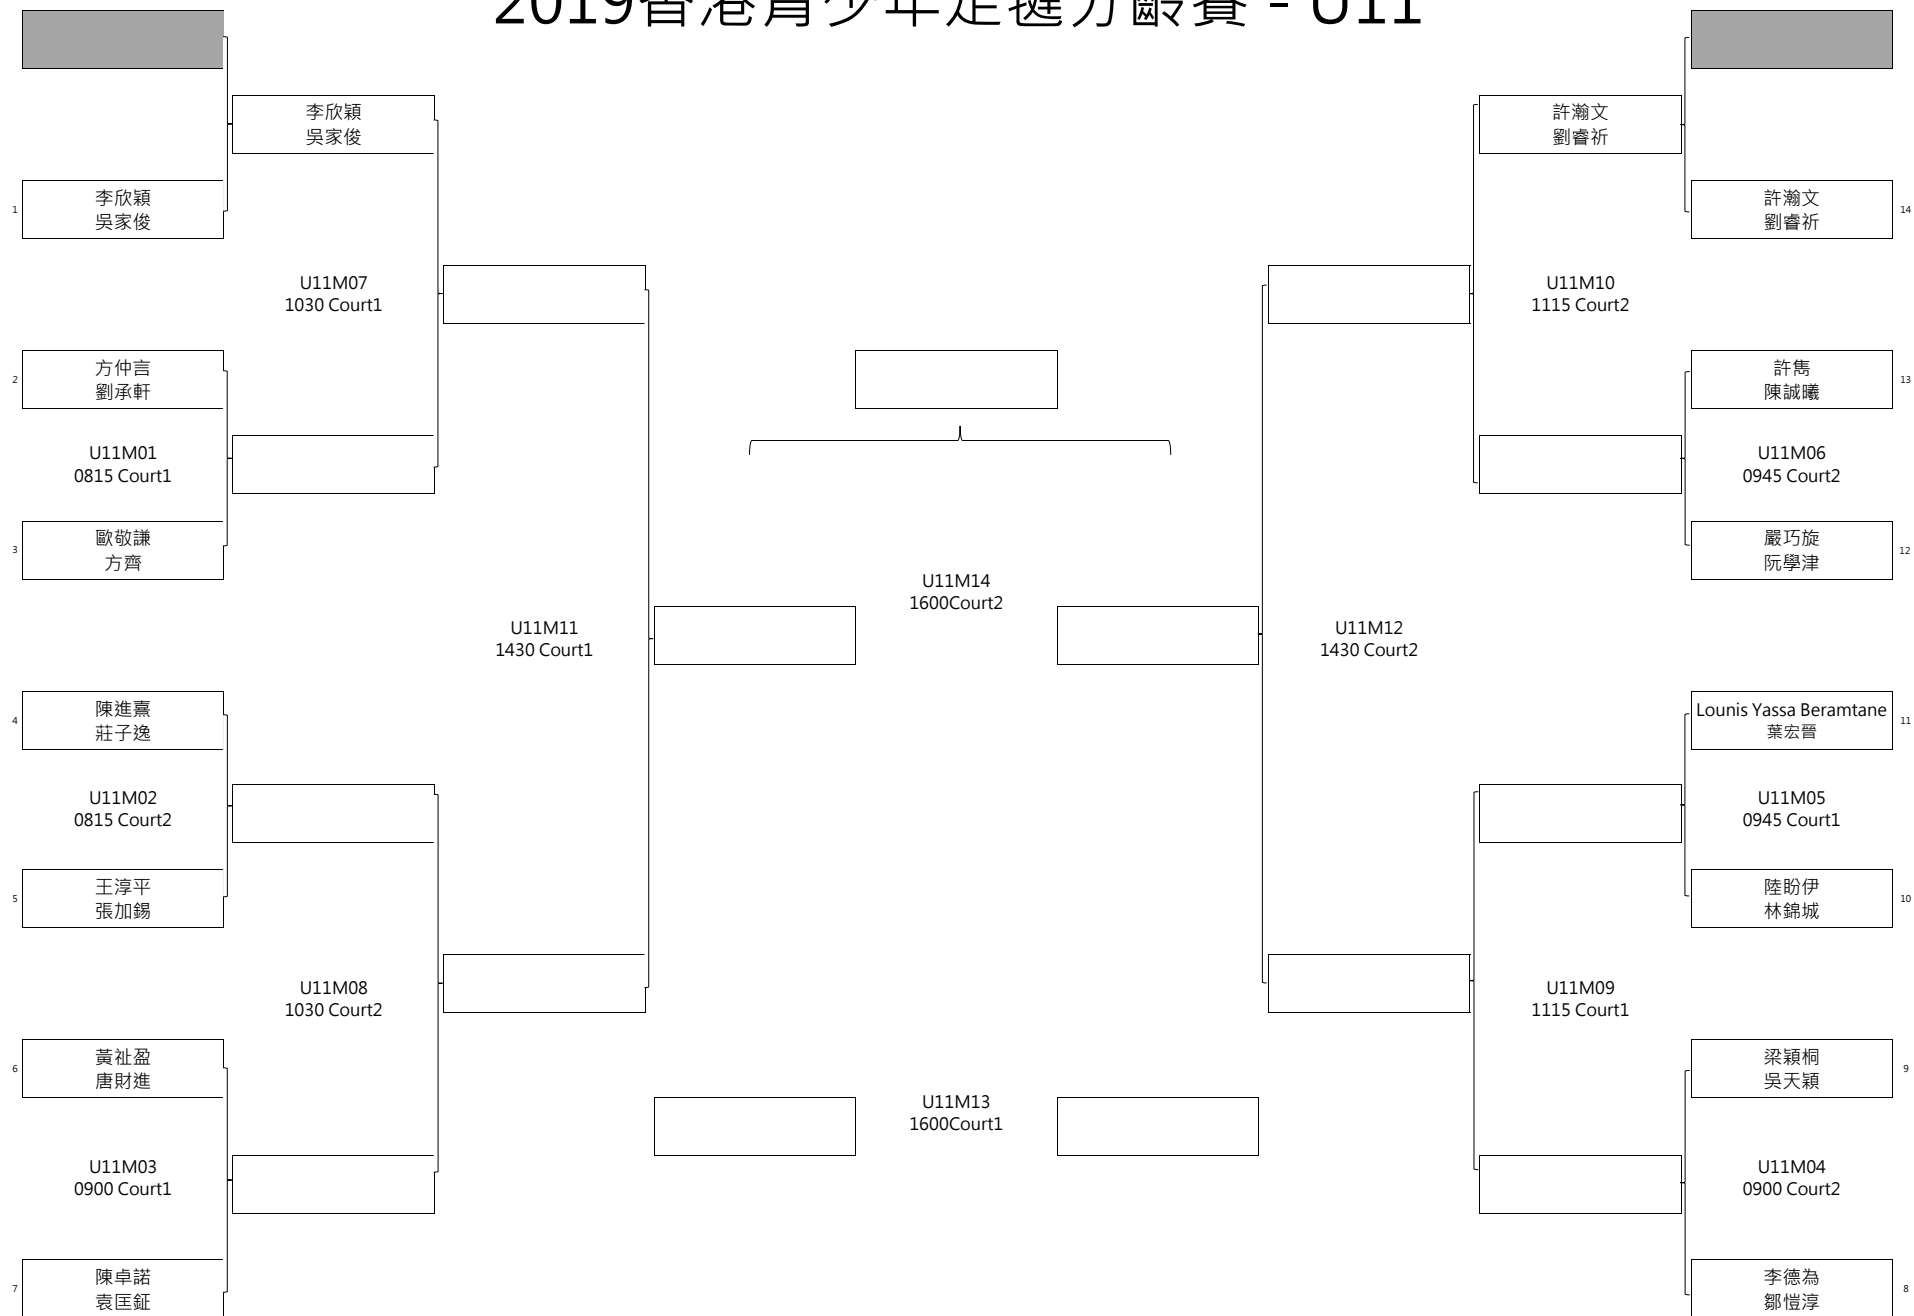 2019香港青少年足毽分齡賽 - U11
李欣穎
吳家俊
1
李欣穎
吳家俊
U11M07
1030 Court1
2
方仲言
劉承軒
U11M01
0815 Court1
3
歐敬謙
方齊
U11M11
1430 Court1
4
陳進熹
莊子逸
U11M02
0815 Court2
5
王淳平
張加錫
U11M08
1030 Court2
6
黃祉盈
唐財進
U11M03
0900 Court1
7
陳卓諾
袁匡鉦
U11M14
1600Court2
U11M13
1600Court1
許瀚文
劉睿祈
許瀚文
劉睿祈
14
U11M10
1115 Court2
許雋
陳誠曦
13
U11M06
0945 Court2
嚴巧旋
阮學津
12
U11M12
1430 Court2
Lounis Yassa Beramtane
葉宏晉
11
U11M05
0945 Court1
陸盼伊
林錦城
10
U11M09
1115 Court1
梁穎桐
吳天穎
9
U11M04
0900 Court2
李德為
鄒愷淳
8